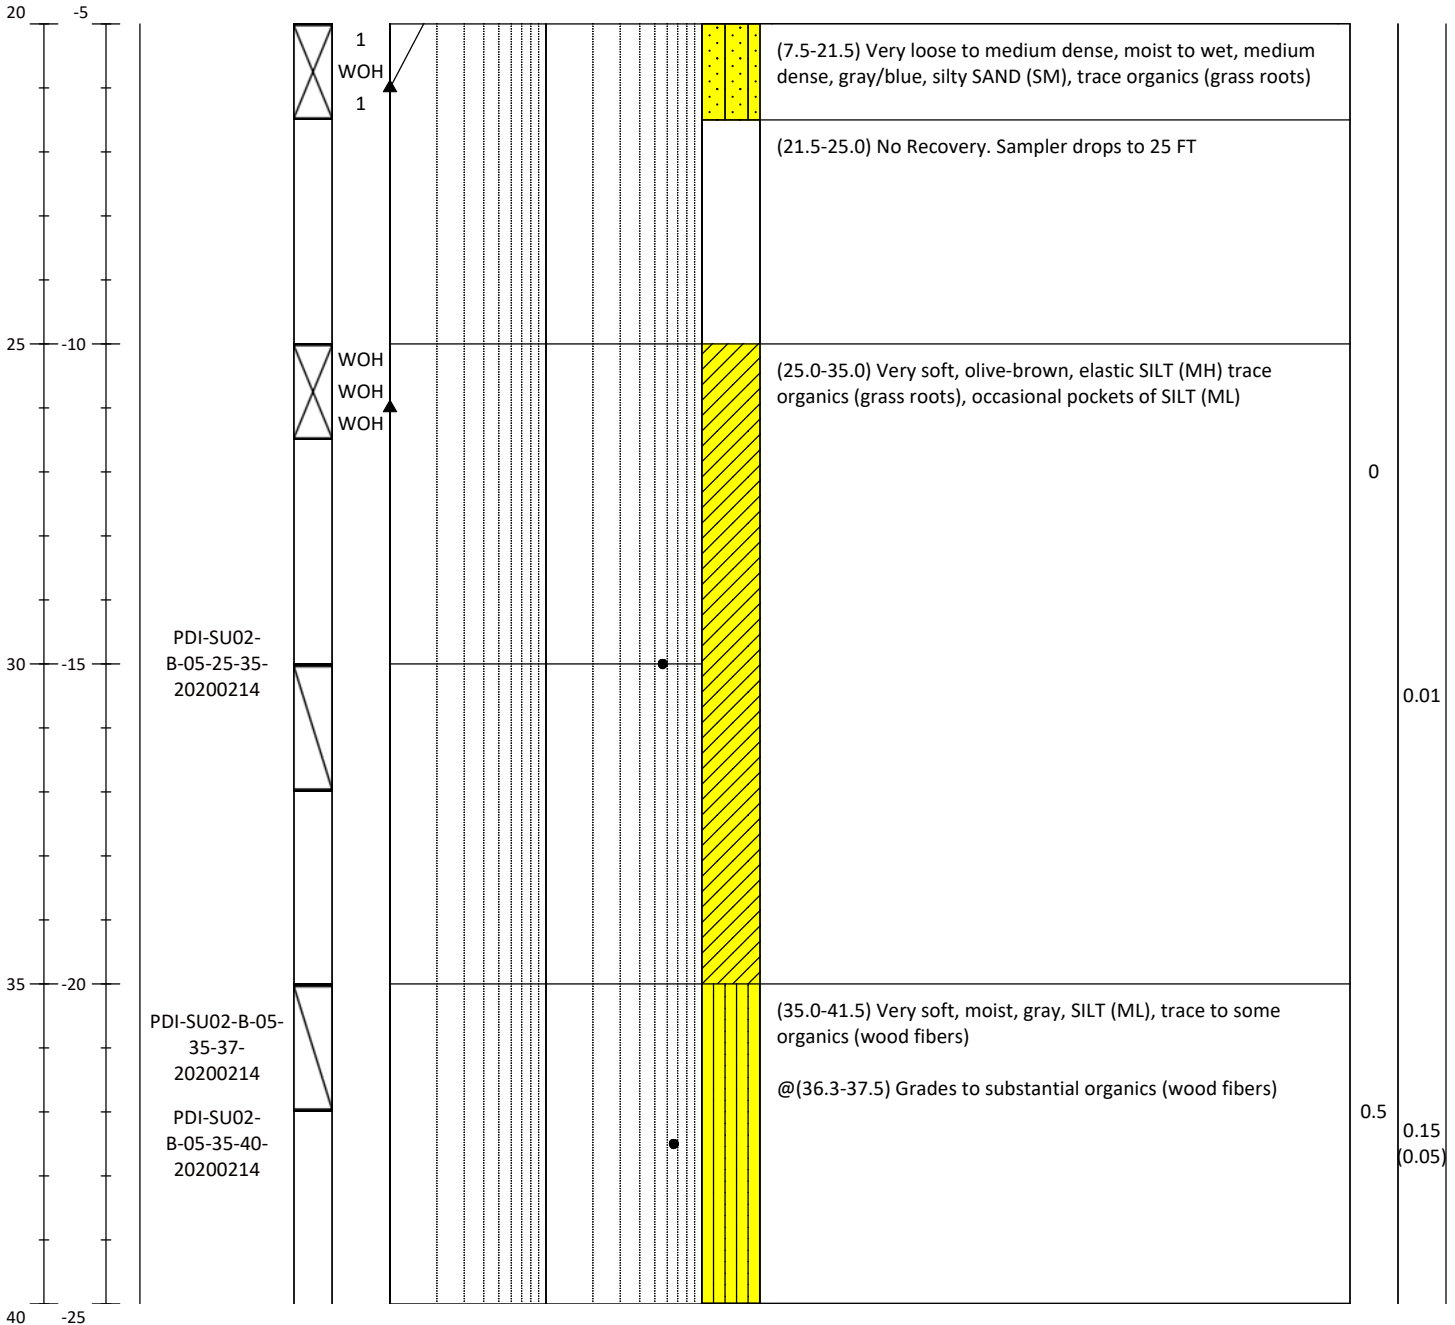 20 -5
1
WOH
1
(7.5-21.5) Very loose to medium dense, moist to wet, medium
dense, gray/blue, silty SAND (SM), trace organics (grass roots)
(21.5-25.0) No Recovery. Sampler drops to 25 FT
25 -10
WOH
WOH
WOH
(25.0-35.0) Very soft, olive-brown, elastic SILT (MH) trace
organics (grass roots), occasional pockets of SILT (ML)
0
PDI-SU02-
B-05-25-35-
20200214
30 -15
0.01
35 -20
PDI-SU02-B-05-
35-37-
20200214
(35.0-41.5) Very soft, moist, gray, SILT (ML), trace to some
organics (wood fibers)
@(36.3-37.5) Grades to substantial organics (wood fibers)
PDI-SU02-
B-05-35-40-
20200214
0.5
0.15
(0.05)
40 -25